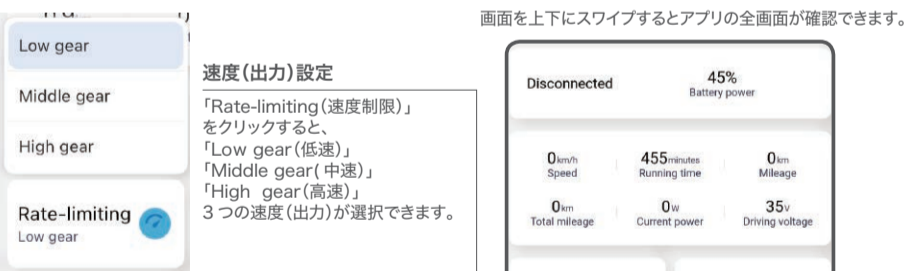 Low gear
Middle gear
High gear
Rate-limiting
Low gear
速度(出力)設定
「Rate-limiting(速度制限)」
をクリックすると、
「Low gear(低速)」
「Middle gear( 中速)」
「High gear(高速)」
3 つの速度(出力)が選択できます。
画面を上下にスワイプするとアプリの全画面が確認できます。
Disconnected
45%
Battery power
0km/h 455minutes 0km
Speed Running time Mileage
0km 0w 35v
Total mileage Current power Driving voltage